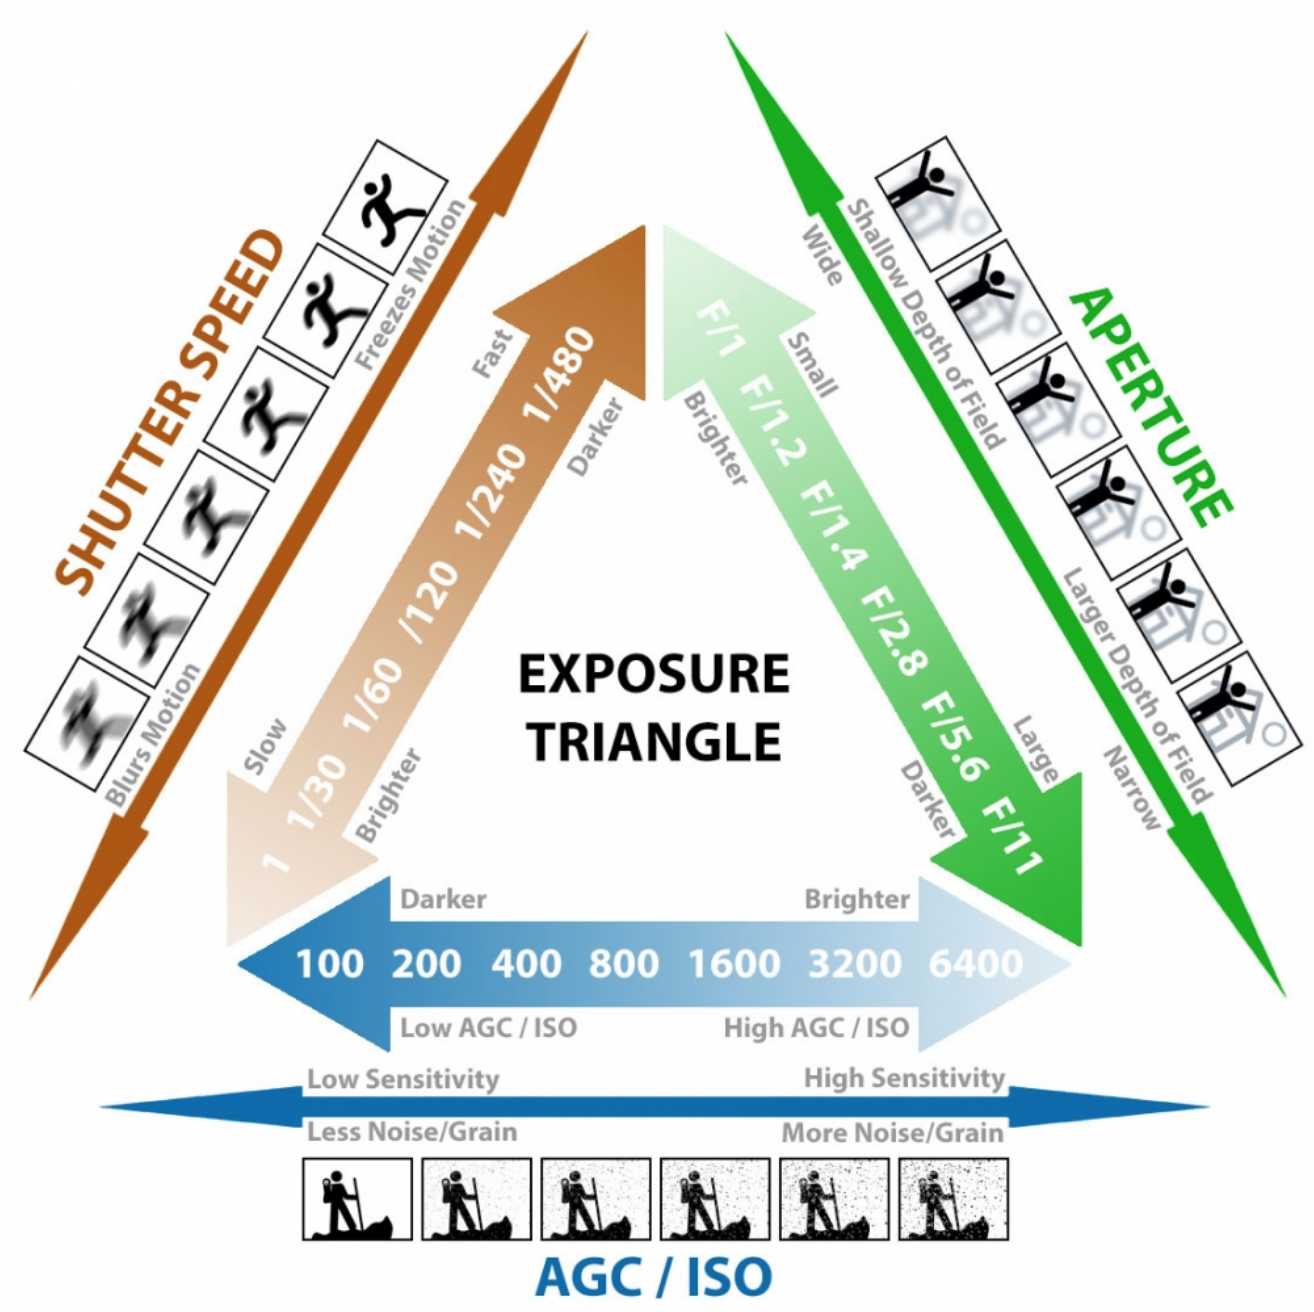 SHUTTER SPEED
Freezes Motion
Blurs Motion
Fast
Darker
1/480
1/240
/120
1/60
1/30
1
Slow
Brighter
APERTURE
Shallow Depth of Field
Wide
Larger Depth of Field
Narrow
Small
Brighter
F/1
F/1.2
F/1.4
F/2.8
F/5.6
F/11
Large
Darker
EXPOSURE
TRIANGLE
Darker Brighter
100 200 400 800 1600 3200 6400
Low AGC / ISO High AGC / ISO
Low Sensitivity High Sensitivity
Less Noise/Grain More Noise/Grain
AGC / ISO